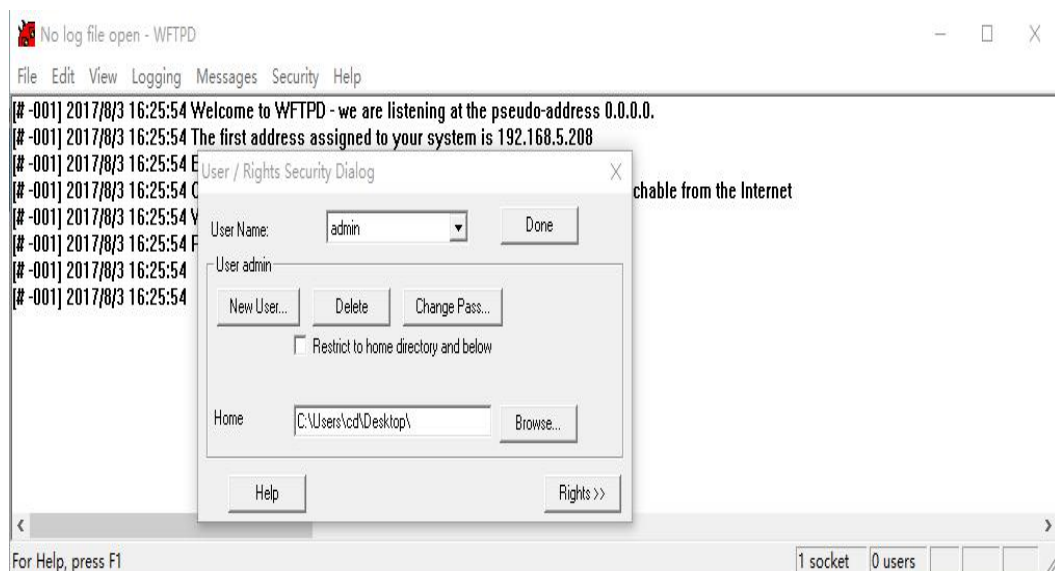 No log file open - WFTPD
File Edit View Logging Messages Security Help
[# -001] 2017/8/3 16:25:54 Welcome to WFTPD - we are listening at the pseudo-address 0.0.0.0.
[# -001] 2017/8/3 16:25:54 The first address assigned to your system is 192.168.5.208
[# -001] 2017/8/3 16:25:54 E
[# -001] 2017/8/3 16:25:54 C chable from the Internet
[# -001] 2017/8/3 16:25:54
[# -001] 2017/8/3 16:25:54
[# -001] 2017/8/3 16:25:54
[# -001] 2017/8/3 16:25:54
User / Rights Security Dialog
User Name: admin Done
User admin
New User... Delete Change Pass...
Restrict to home directory and below
Home C:\Users\cd\Desktop\ Browse...
Help Rights >>
For Help, press F1 1 socket 0 users